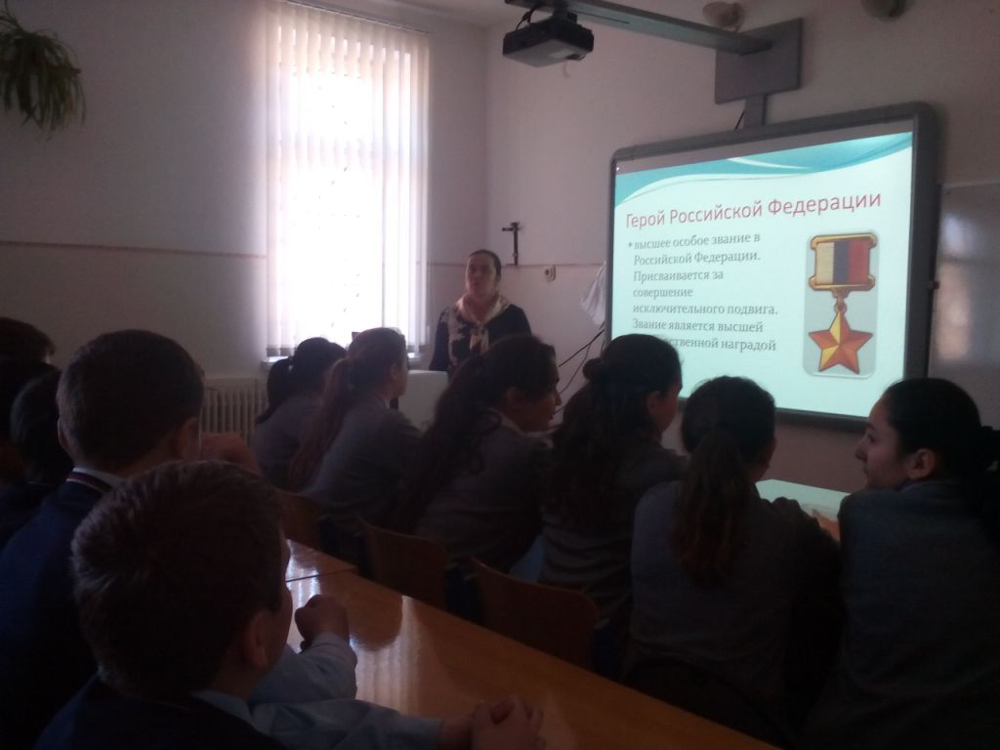 Герой Российской Федерации
• высшее особое звание в
Российской Федерации.
Присваивается за
совершение
исключительного подвига.
Звание является высшей
наградой